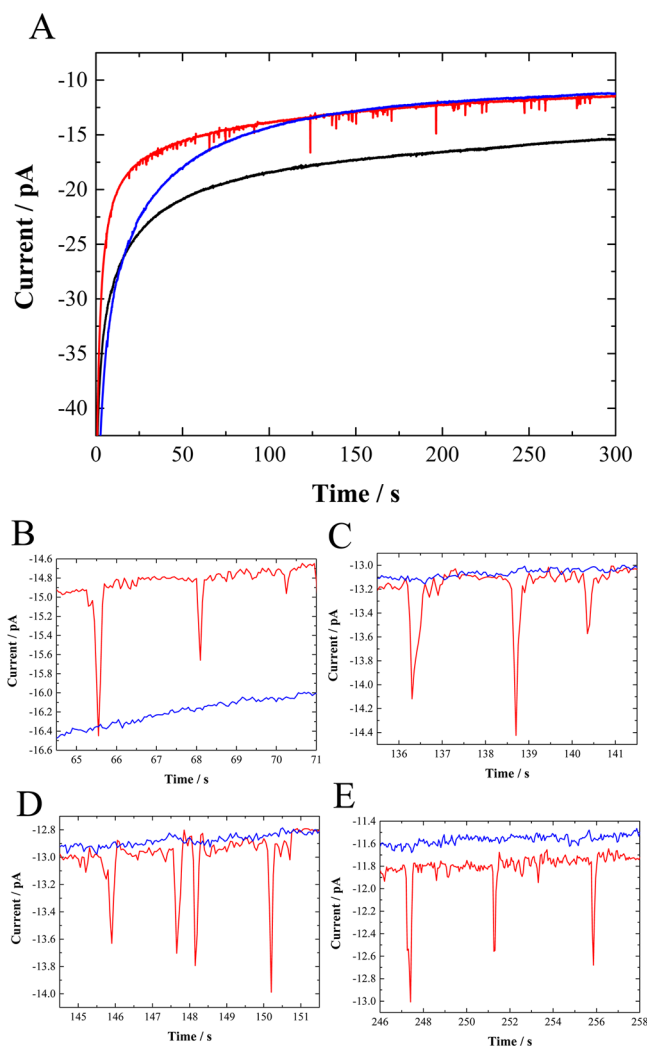 A
-10
-15
-20
-25
-30
-35
-40
Current / pA
0 50 100 150 200 250 300
Time / s
B
-14.6
-14.8
-15.0
-15.2
-15.4
-15.6
-15.8
-16.0
-16.2
-16.4
-16.6
Current / pA
65 66 67 68 69 70 71
Time / s
C
-13.0
-13.2
-13.4
-13.6
-13.8
-14.0
-14.2
-14.4
Current / pA
136 137 138 139 140 141
Time / s
D
-12.8
-13.0
-13.2
-13.4
-13.6
-13.8
-14.0
Current / pA
145 146 147 148 149 150 151
Time / s
E
-11.4
-11.6
-11.8
-11.9
-12.0
-12.2
-12.4
-12.6
-12.8
-13.0
Current / pA
246 248 250 252 254 256 258
Time / s